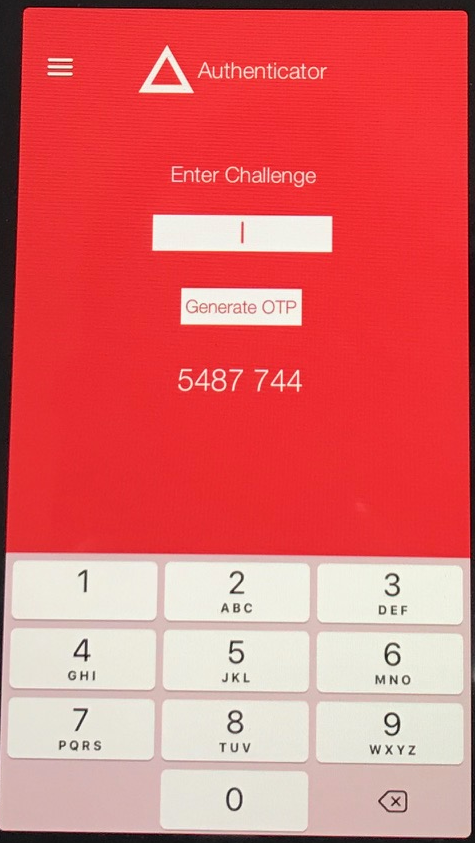 Authenticator
Enter Challenge
Generate OTP
5487 744
1
2
ABC
3
DEF
4
GHI
5
JKL
6
MNO
7
PQRS
8
TUV
9
WXYZ
0